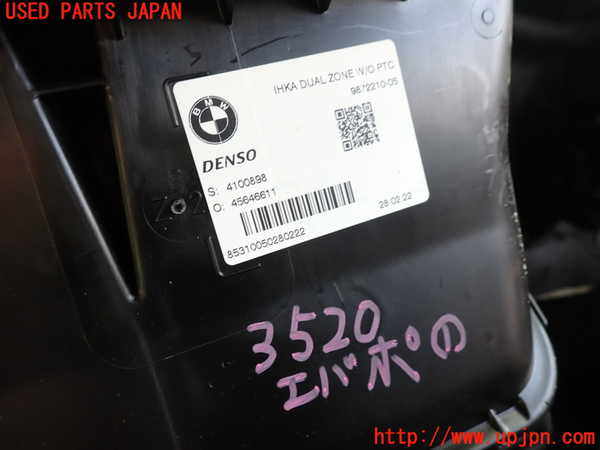 USED PARTS JAPAN
IHKA DUAL ZONE W/O PTC
9872210-05
BMW
DENSO
S: 4100898
O: 45646611
28.02.22
85310050280222
3520
エバポの
http://www.upjpn.com/